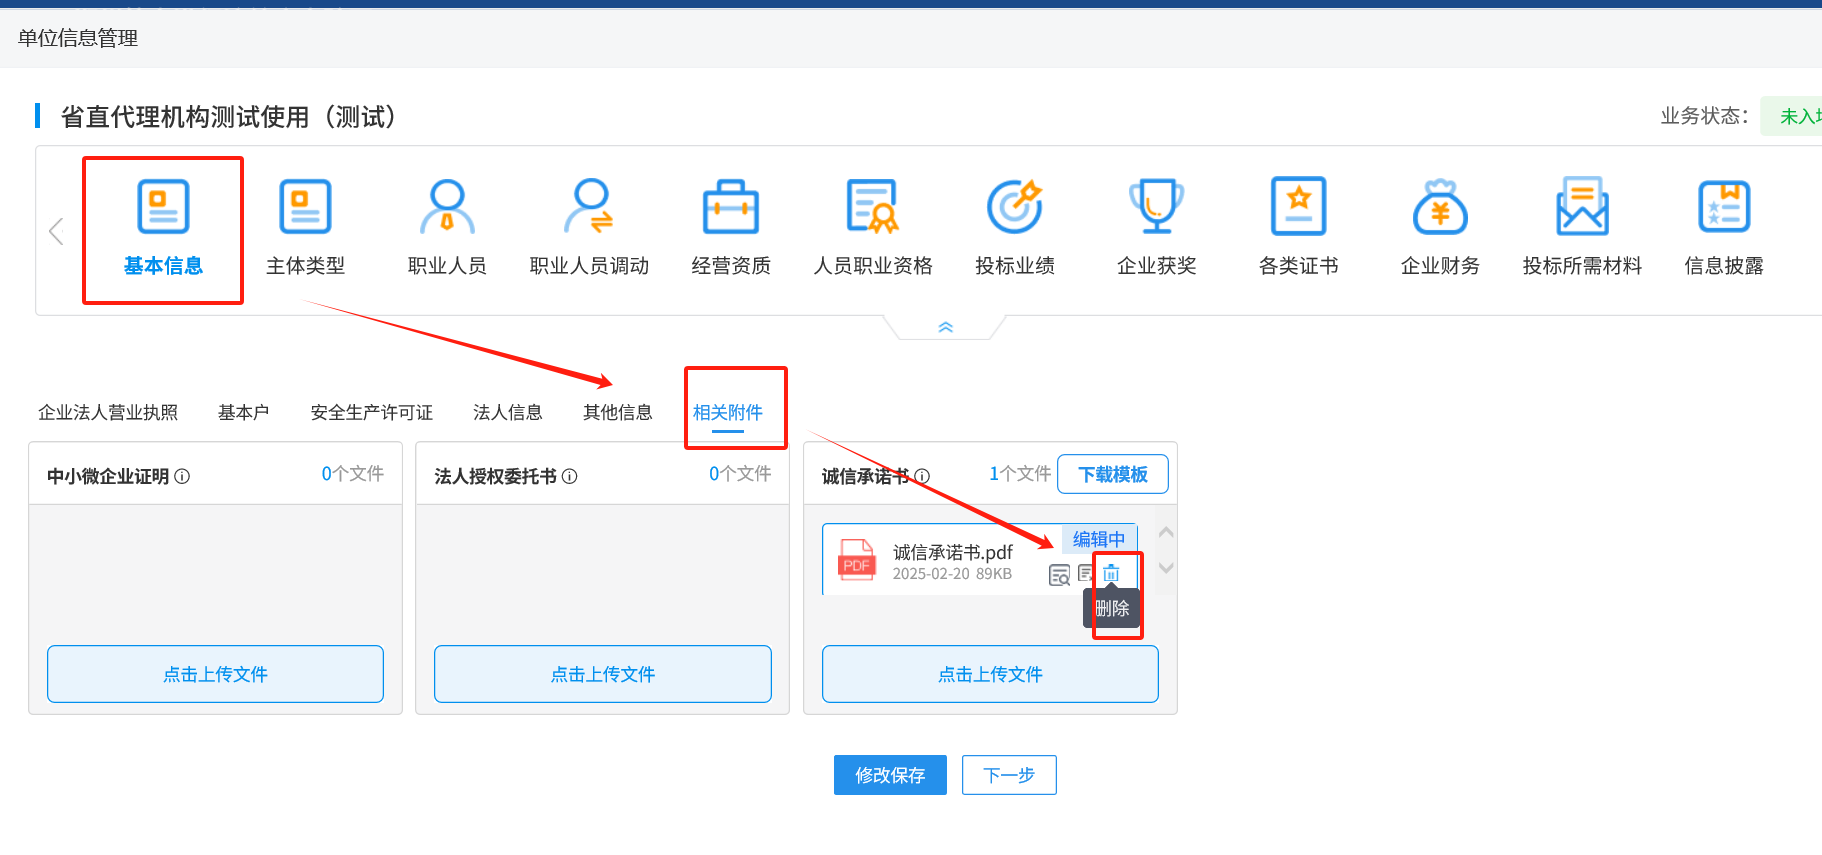 单位信息管理
省直代理机构测试使用（测试）
业务状态：
未入
基本信息
主体类型
职业人员
职业人员调动
经营资质
人员职业资格
投标业绩
企业获奖
各类证书
企业财务
投标所需材料
信息披露
企业法人营业执照
基本户
安全生产许可证
法人信息
其他信息
相关附件
中小微企业证明
0个文件
法人授权委托书
0个文件
诚信承诺书
1个文件
下载模板
编辑中
PDF
诚信承诺书.pdf
2025-02-20 89KB
删除
点击上传文件
点击上传文件
点击上传文件
修改保存
下一步